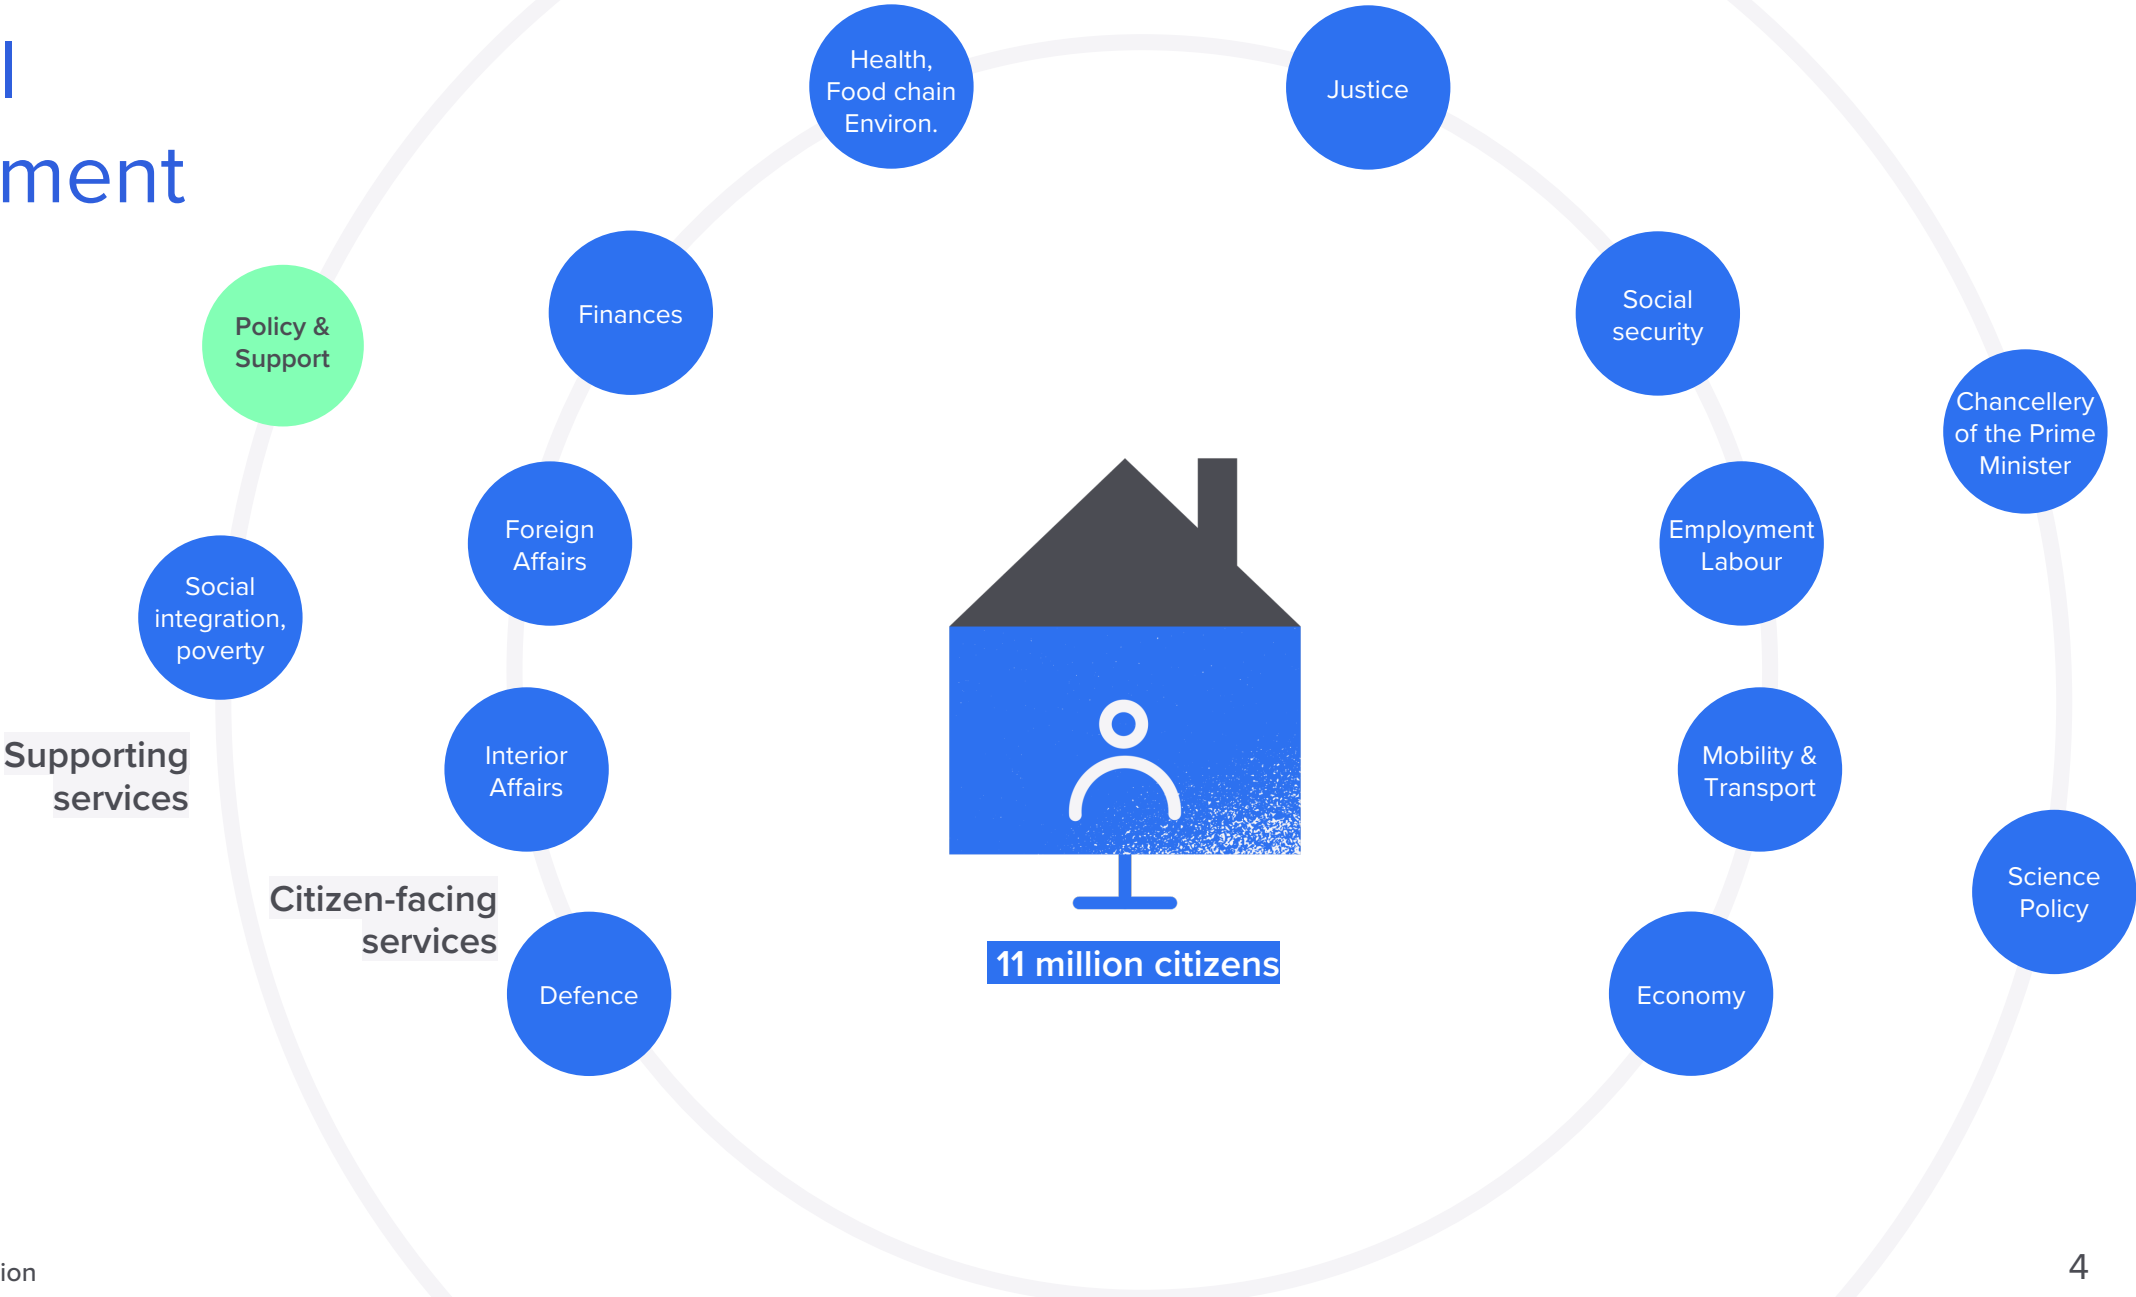 l
ment
Health,
Food chain
Environ.
Justice
Finances
Social
security
Policy &
Support
Chancellery
of the Prime
Minister
Foreign
Affairs
Employment
Labour
Social
integration,
poverty
Interior
Affairs
Mobility &
Transport
Supporting
services
Citizen-facing
services
Science
Policy
Defence
11 million citizens
Economy
ion
4